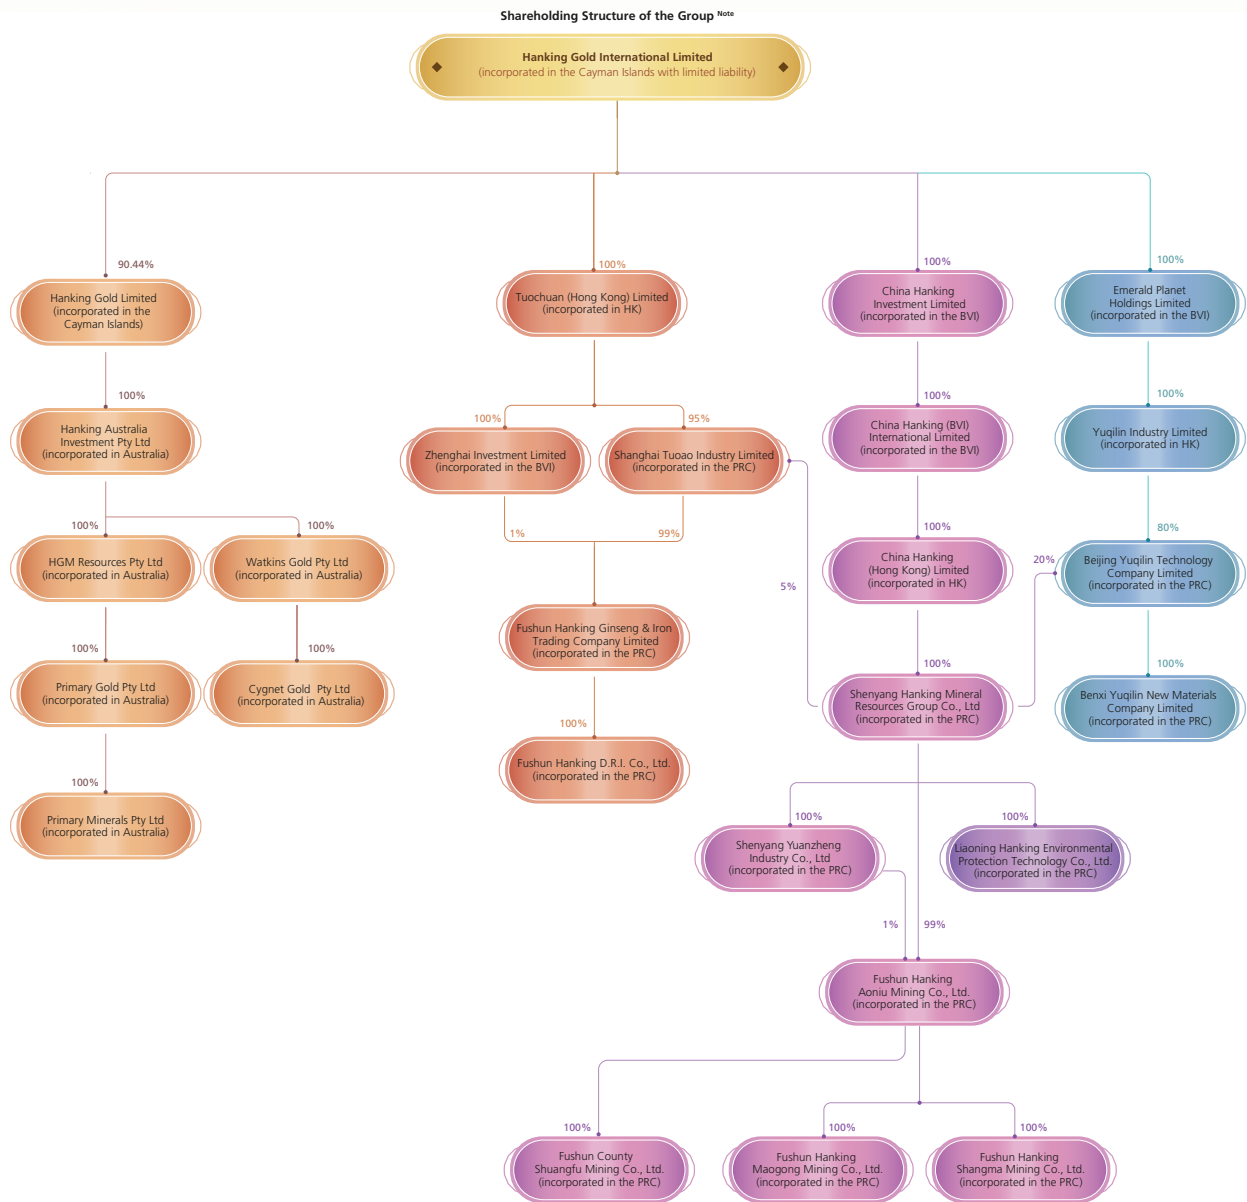 Shareholding Structure of the Group Note
Hanking Gold International Limited
(incorporated in the Cayman Islands with limited liability)
90.44%
100%
100%
100%
Hanking Gold Limited
(incorporated in the
Cayman Islands)
Tuochuan (Hong Kong) Limited
(incorporated in HK)
China Hanking
Investment Limited
(incorporated in the BVI)
Emerald Planet
Holdings Limited
(incorporated in the BVI)
100%
100%
95%
100%
100%
Hanking Australia
Investment Pty Ltd
(incorporated in Australia)
Zhenghai Investment Limited
(incorporated in the BVI)
Shanghai Tuoao Industry Limited
(incorporated in the PRC)
China Hanking (BVI)
International Limited
(incorporated in the BVI)
Yuqilin Industry Limited
(incorporated in HK)
100%
100%
1%
99%
100%
80%
HGM Resources Pty Ltd
(incorporated in Australia)
Watkins Gold Pty Ltd
(incorporated in Australia)
China Hanking
(Hong Kong) Limited
(incorporated in HK)
20%
Beijing Yuqilin Technology
Company Limited
(incorporated in the PRC)
5%
Fushun Hanking Ginseng & Iron
Trading Company Limited
(incorporated in the PRC)
100%
100%
100%
100%
Primary Gold Pty Ltd
(incorporated in Australia)
Cygnet Gold Pty Ltd
(incorporated in Australia)
Shenyang Hanking Mineral
Resources Group Co., Ltd
(incorporated in the PRC)
Benxi Yuqilin New Materials
Company Limited
(incorporated in the PRC)
100%
Fushun Hanking D.R.I. Co., Ltd.
(incorporated in the PRC)
100%
Primary Minerals Pty Ltd
(incorporated in Australia)
100%
100%
Shenyang Yuanzheng
Industry Co., Ltd
(incorporated in the PRC)
Liaoning Hanking Environmental
Protection Technology Co., Ltd.
(incorporated in the PRC)
1%
99%
Fushun Hanking
Aoniu Mining Co., Ltd.
(incorporated in the PRC)
100%
100%
100%
Fushun County
Shuangfu Mining Co., Ltd.
(incorporated in the PRC)
Fushun Hanking
Maogong Mining Co., Ltd.
(incorporated in the PRC)
Fushun Hanking
Shangma Mining Co., Ltd.
(incorporated in the PRC)